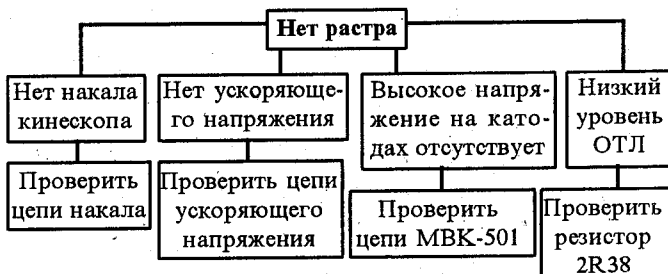 Нет растра
Нет накала
кинескопа
Нет ускоряюще-
го напряжения
Высокое напря-
жение на като-
дах отсутствует
Низкий
уровень
ОТЛ
Проверить
цепи накала
Проверить цепи
ускоряющего
напряжения
Проверить
цепи МВК-501
Проверить
резистор
2R38